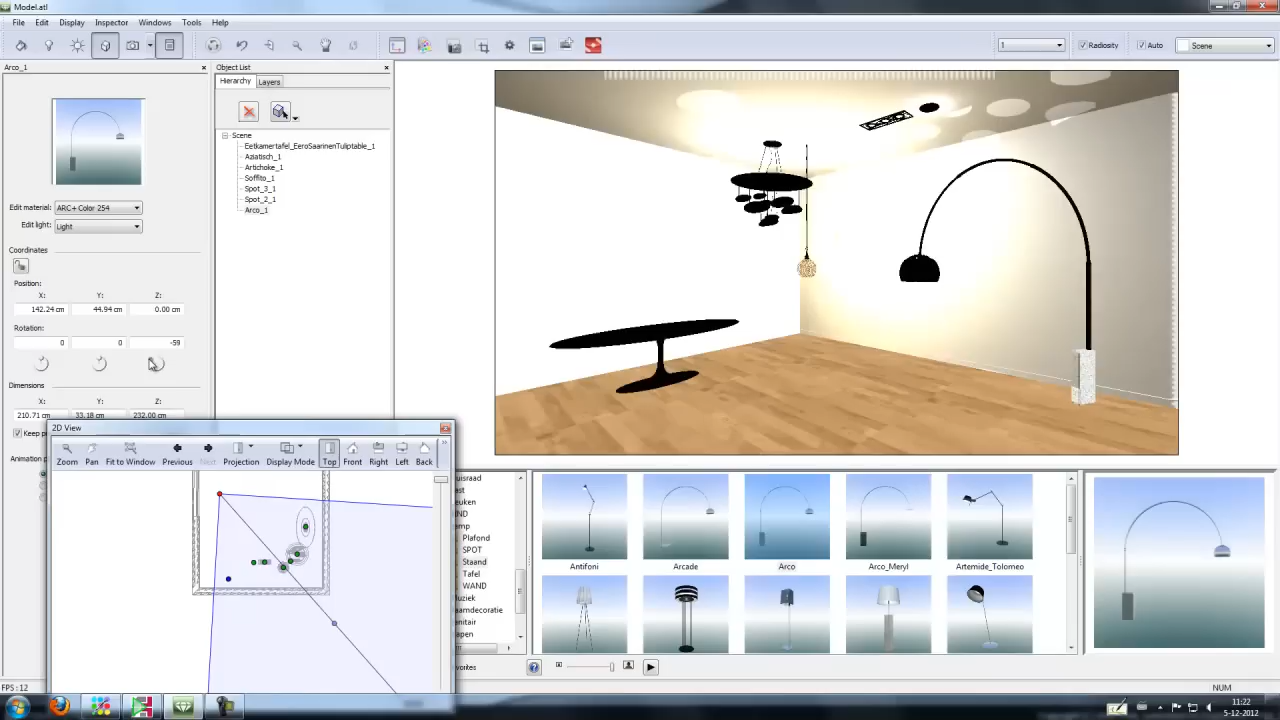 Model.atl
File Edit Display Inspector Windows Tools Help
1
Radiosity
Auto
Scene
Arco_1
Edit material: ARC+ Color 254
Edit light: Light
Coordinates
Position:
X: Y: Z:
142.24 cm 44.94 cm 0.00 cm
Rotation:
0 0 -59
Dimensions
210.71 cm 33.18 cm 232.00 cm
Keep p
Animation p
Object List
Hierarchy Layers
Scene
Eetkamertafel_EeroSaarinenTuliptable_1
Aziatisch_1
Artichoke_1
Soffito_1
Spot_3_1
Spot_2_1
Arco_1
2D View
Zoom Pan Fit to Window Previous Next Projection Display Mode Top Front Right Left Back
Plafond
SPOT
Staand
Tafel
WAND
Antifoni Arcade Arco Arco_Meryl Artemide_Tolomeo
FPS : 12
NUM
11:22
5-12-2012